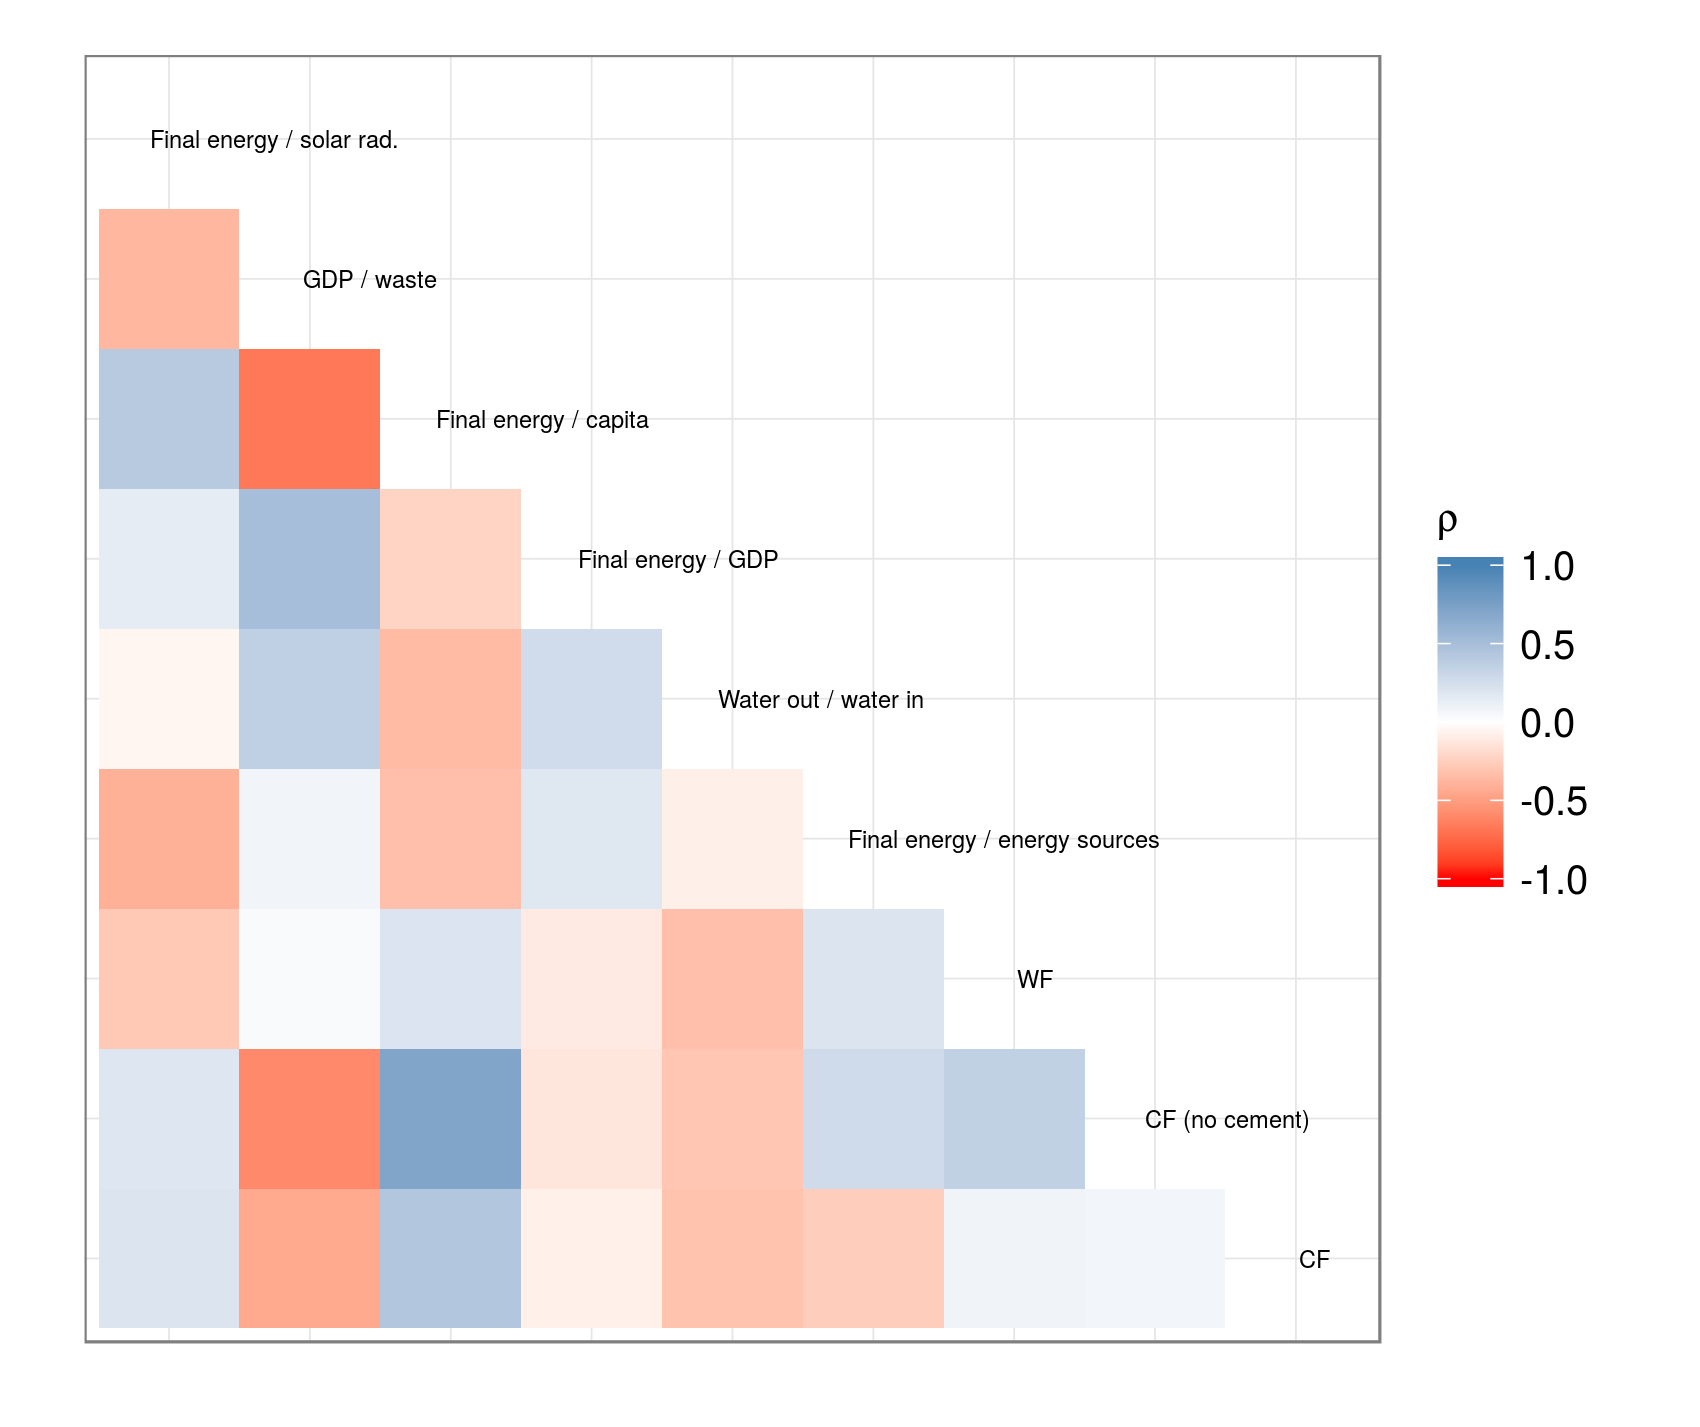 Final energy / solar rad.
GDP / waste
Final energy / capita
Final energy / GDP
Water out / water in
Final energy / energy sources
WF
CF (no cement)
CF
ρ
1.0
0.5
0.0
-0.5
-1.0